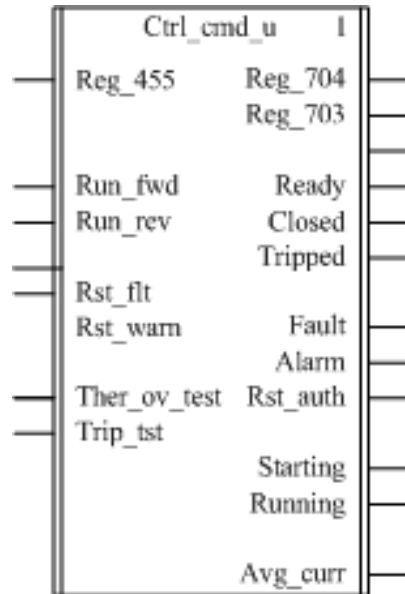 Ctrl_cmd_u 1
Reg_455 Reg_704
Reg_703
Run_fwd Ready
Run_rev Closed
Tripped
Rst_flt
Rst_warn Fault
Alarm
Ther_ov_test Rst_auth
Trip_tst
Starting
Running
Avg_curr